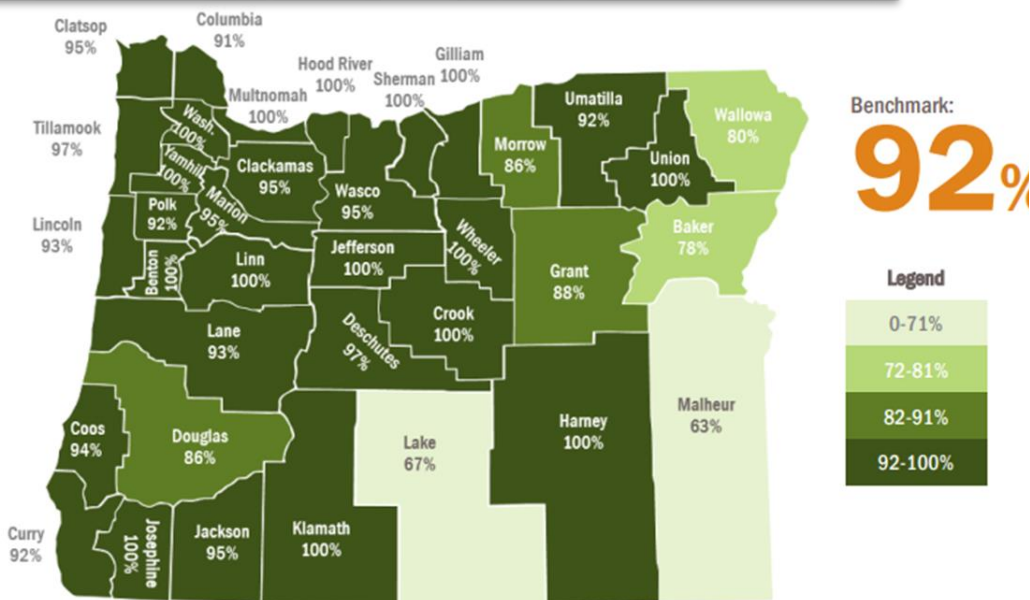 Clatsop
95%
Columbia
91%
Hood River
100%
Gilliam
100%
Sherman
100%
Multnomah
100%
Tillamook
97%
Lincoln
93%
Curry
92%
Wash.
100%
Yamhill
100%
Clackamas
95%
Marion
95%
Polk
92%
Benton
100%
Linn
100%
Wasco
95%
Jefferson
100%
Wheeler
100%
Morrow
86%
Umatilla
92%
Union
100%
Wallowa
80%
Baker
78%
Grant
88%
Crook
100%
Deschutes
97%
Lane
93%
Douglas
86%
Coos
94%
Josephine
100%
Jackson
95%
Klamath
100%
Lake
67%
Harney
100%
Malheur
63%
Benchmark:
92%
Legend
0-71%
72-81%
82-91%
92-100%